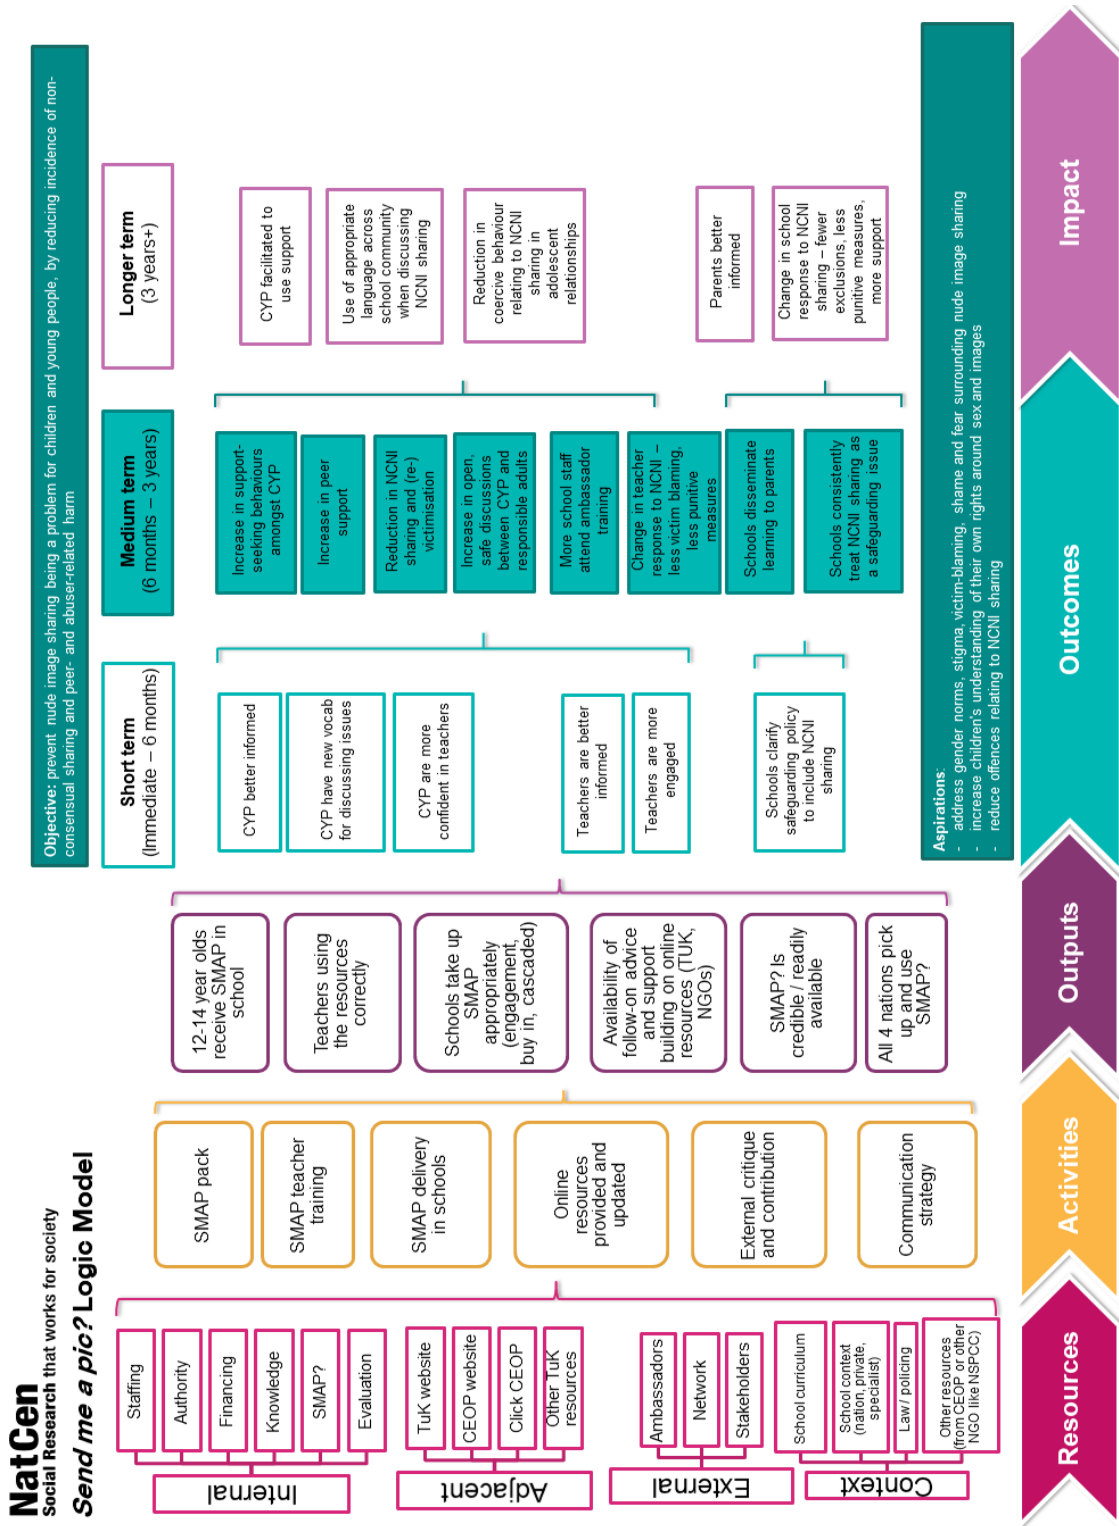 NatCen
Social Research that works for society
Send me a pic? Logic Model
Objective: prevent nude image sharing being a problem for children and young people, by reducing incidence of non-
consensual sharing and peer- and abuser-related harm
Internal
Staffing
Authority
Financing
Knowledge
SMAP?
Evaluation
Adjacent
TuK website
CEOP website
Click CEOP
Other TuK
resources
External
Ambassadors
Network
Stakeholders
Context
School curriculum
School context
(nation, private,
specialist)
Law / policing
Other resources
(from CEOP or other
NGO like NSPCC)
SMAP pack
SMAP teacher
training
SMAP delivery
in schools
Online
resources
provided and
updated
External critique
and contribution
Communication
strategy
12-14 year olds
receive SMAP in
school
Teachers using
the resources
correctly
Schools take up
SMAP
appropriately
(engagement,
buy in, cascaded)
Availability of
follow-on advice
and support
building on online
resources (TUK,
NGOs)
SMAP? Is
credible / readily
available
All 4 nations pick
up and use
SMAP?
Short term
(Immediate – 6 months)
CYP better informed
CYP have new vocab
for discussing issues
CYP are more
confident in teachers
Teachers are better
informed
Teachers are more
engaged
Schools clarify
safeguarding policy
to include NCNI
sharing
Medium term
(6 months – 3 years)
Increase in support-
seeking behaviours
amongst CYP
Increase in peer
support
Reduction in NCNI
sharing and (re-)
victimisation
Increase in open,
safe discussions
between CYP and
responsible adults
More school staff
attend ambassador
training
Change in teacher
response to NCNI –
less victim blaming,
less punitive
measures
Schools disseminate
learning to parents
Schools consistently
treat NCNI sharing as
a safeguarding issue
Longer term
(3 years+)
CYP facilitated to
use support
Use of appropriate
language across
school community
when discussing
NCNI sharing
Reduction in
coercive behaviour
relating to NCNI
sharing in
adolescent
relationships
Parents better
informed
Change in school
response to NCNI
sharing – fewer
exclusions, less
punitive measures,
more support
Aspirations:
- address gender norms, stigma, victim-blaming, shame and fear surrounding nude image sharing
- increase children's understanding of their own rights around sex and images
- reduce offences relating to NCNI sharing
Resources
Activities
Outputs
Outcomes
Impact